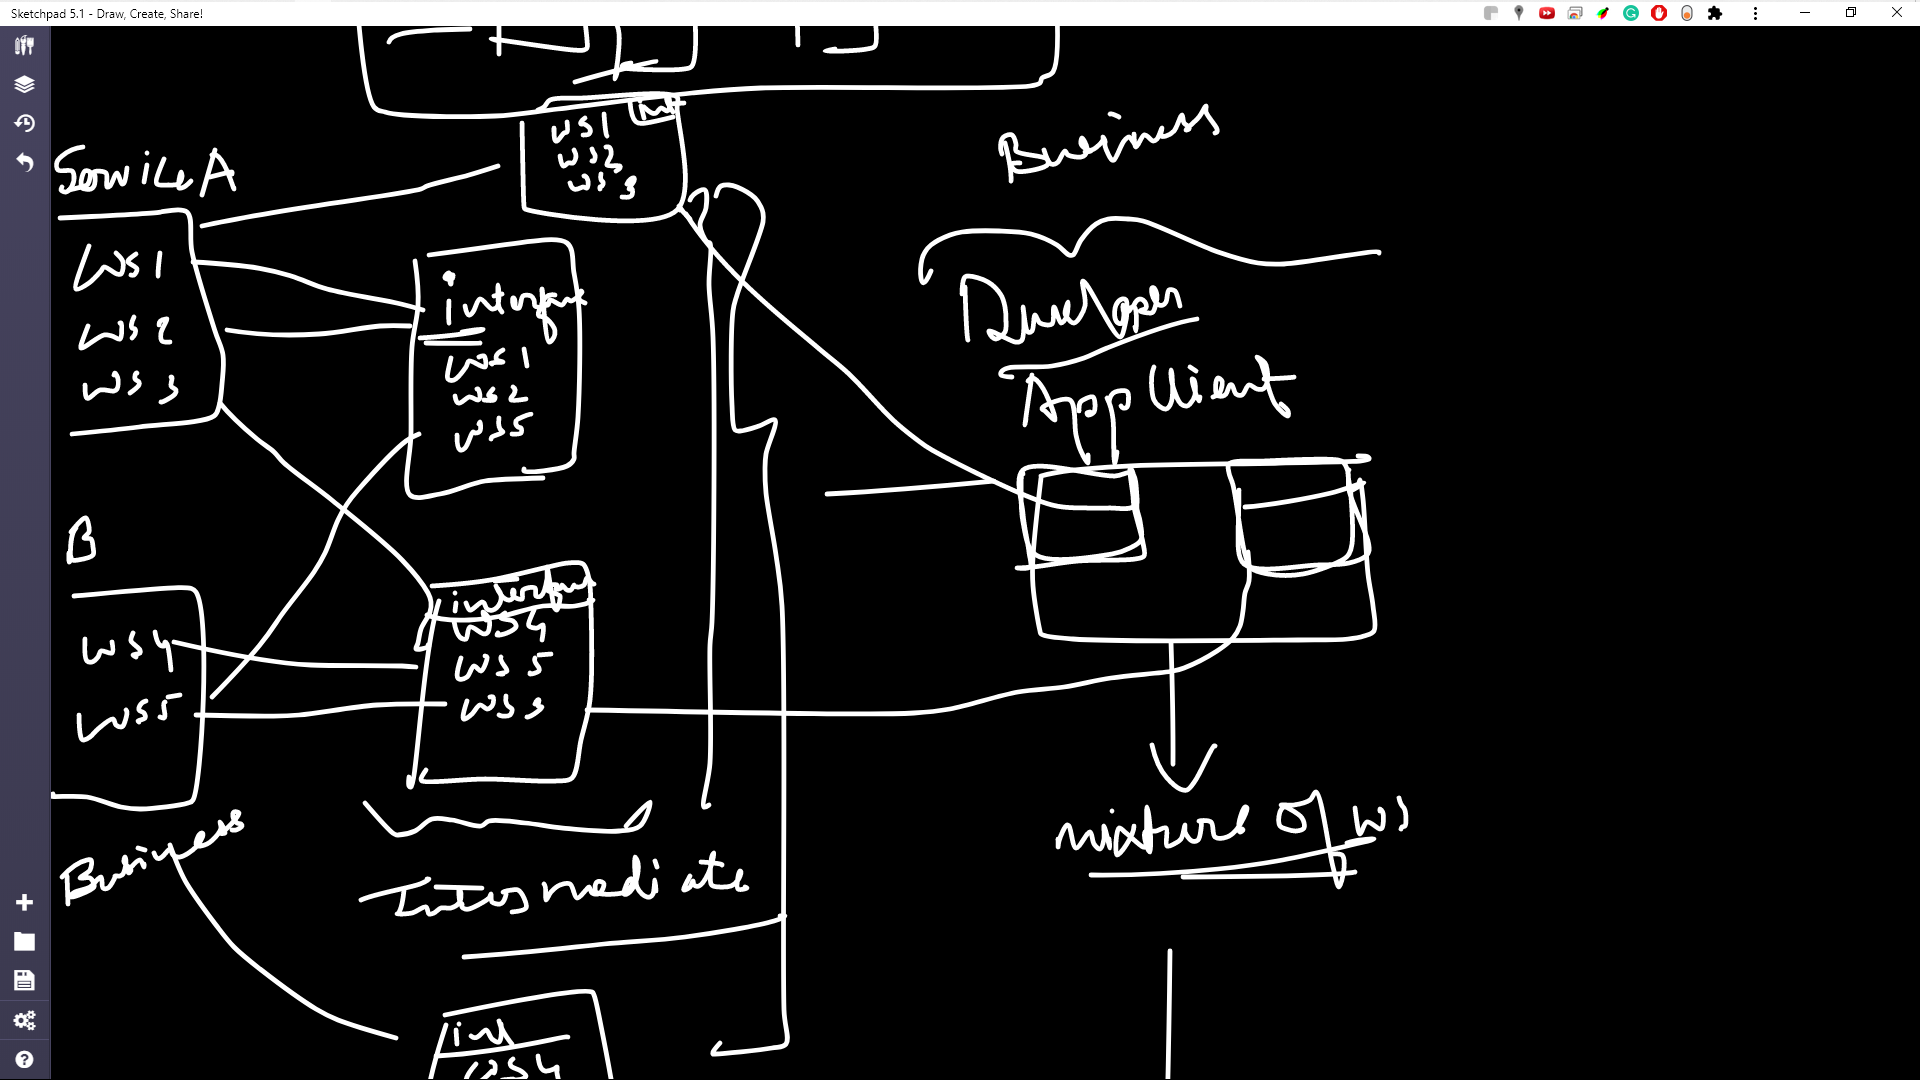 Sketchpad 5.1 - Draw, Create, Share!
int
WS1
WS2
WS3
Business
Service A
WS1
WS2
WS3
interface
WS1
WS2
WS5
Developer
App Client
B
WS4
WS5
interface
WS4
WS5
WS3
Business
Intermediate
mixture of WS
int
WS4